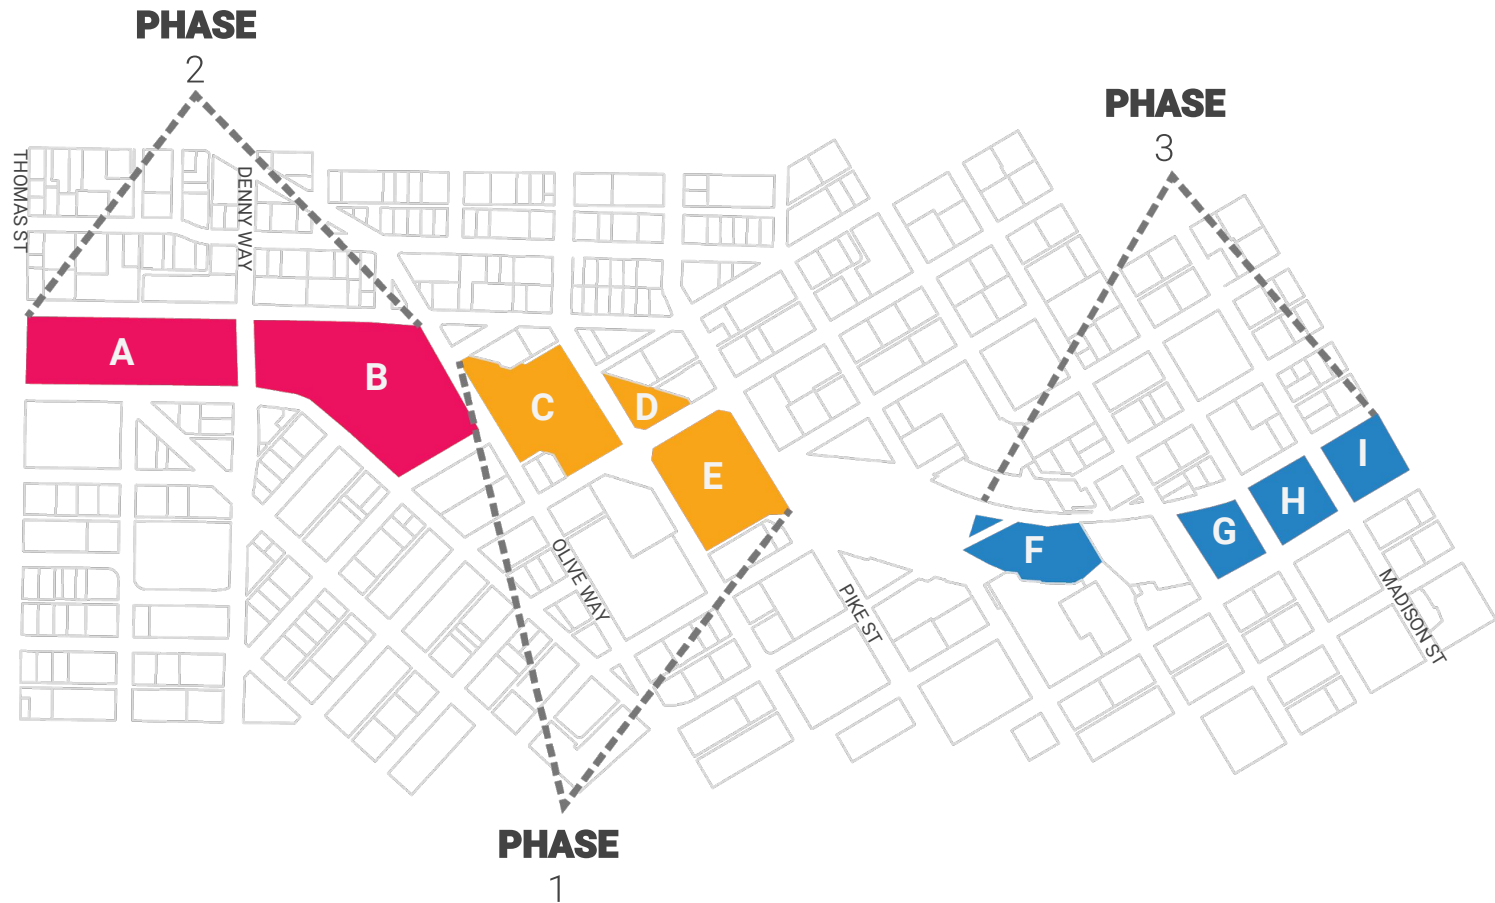 PHASE
2
PHASE
3
THOMAS ST
DENNY WAY
A
B
C
D
E
F
G
H
I
OLIVE WAY
PIKE ST
MADISON ST
PHASE
1